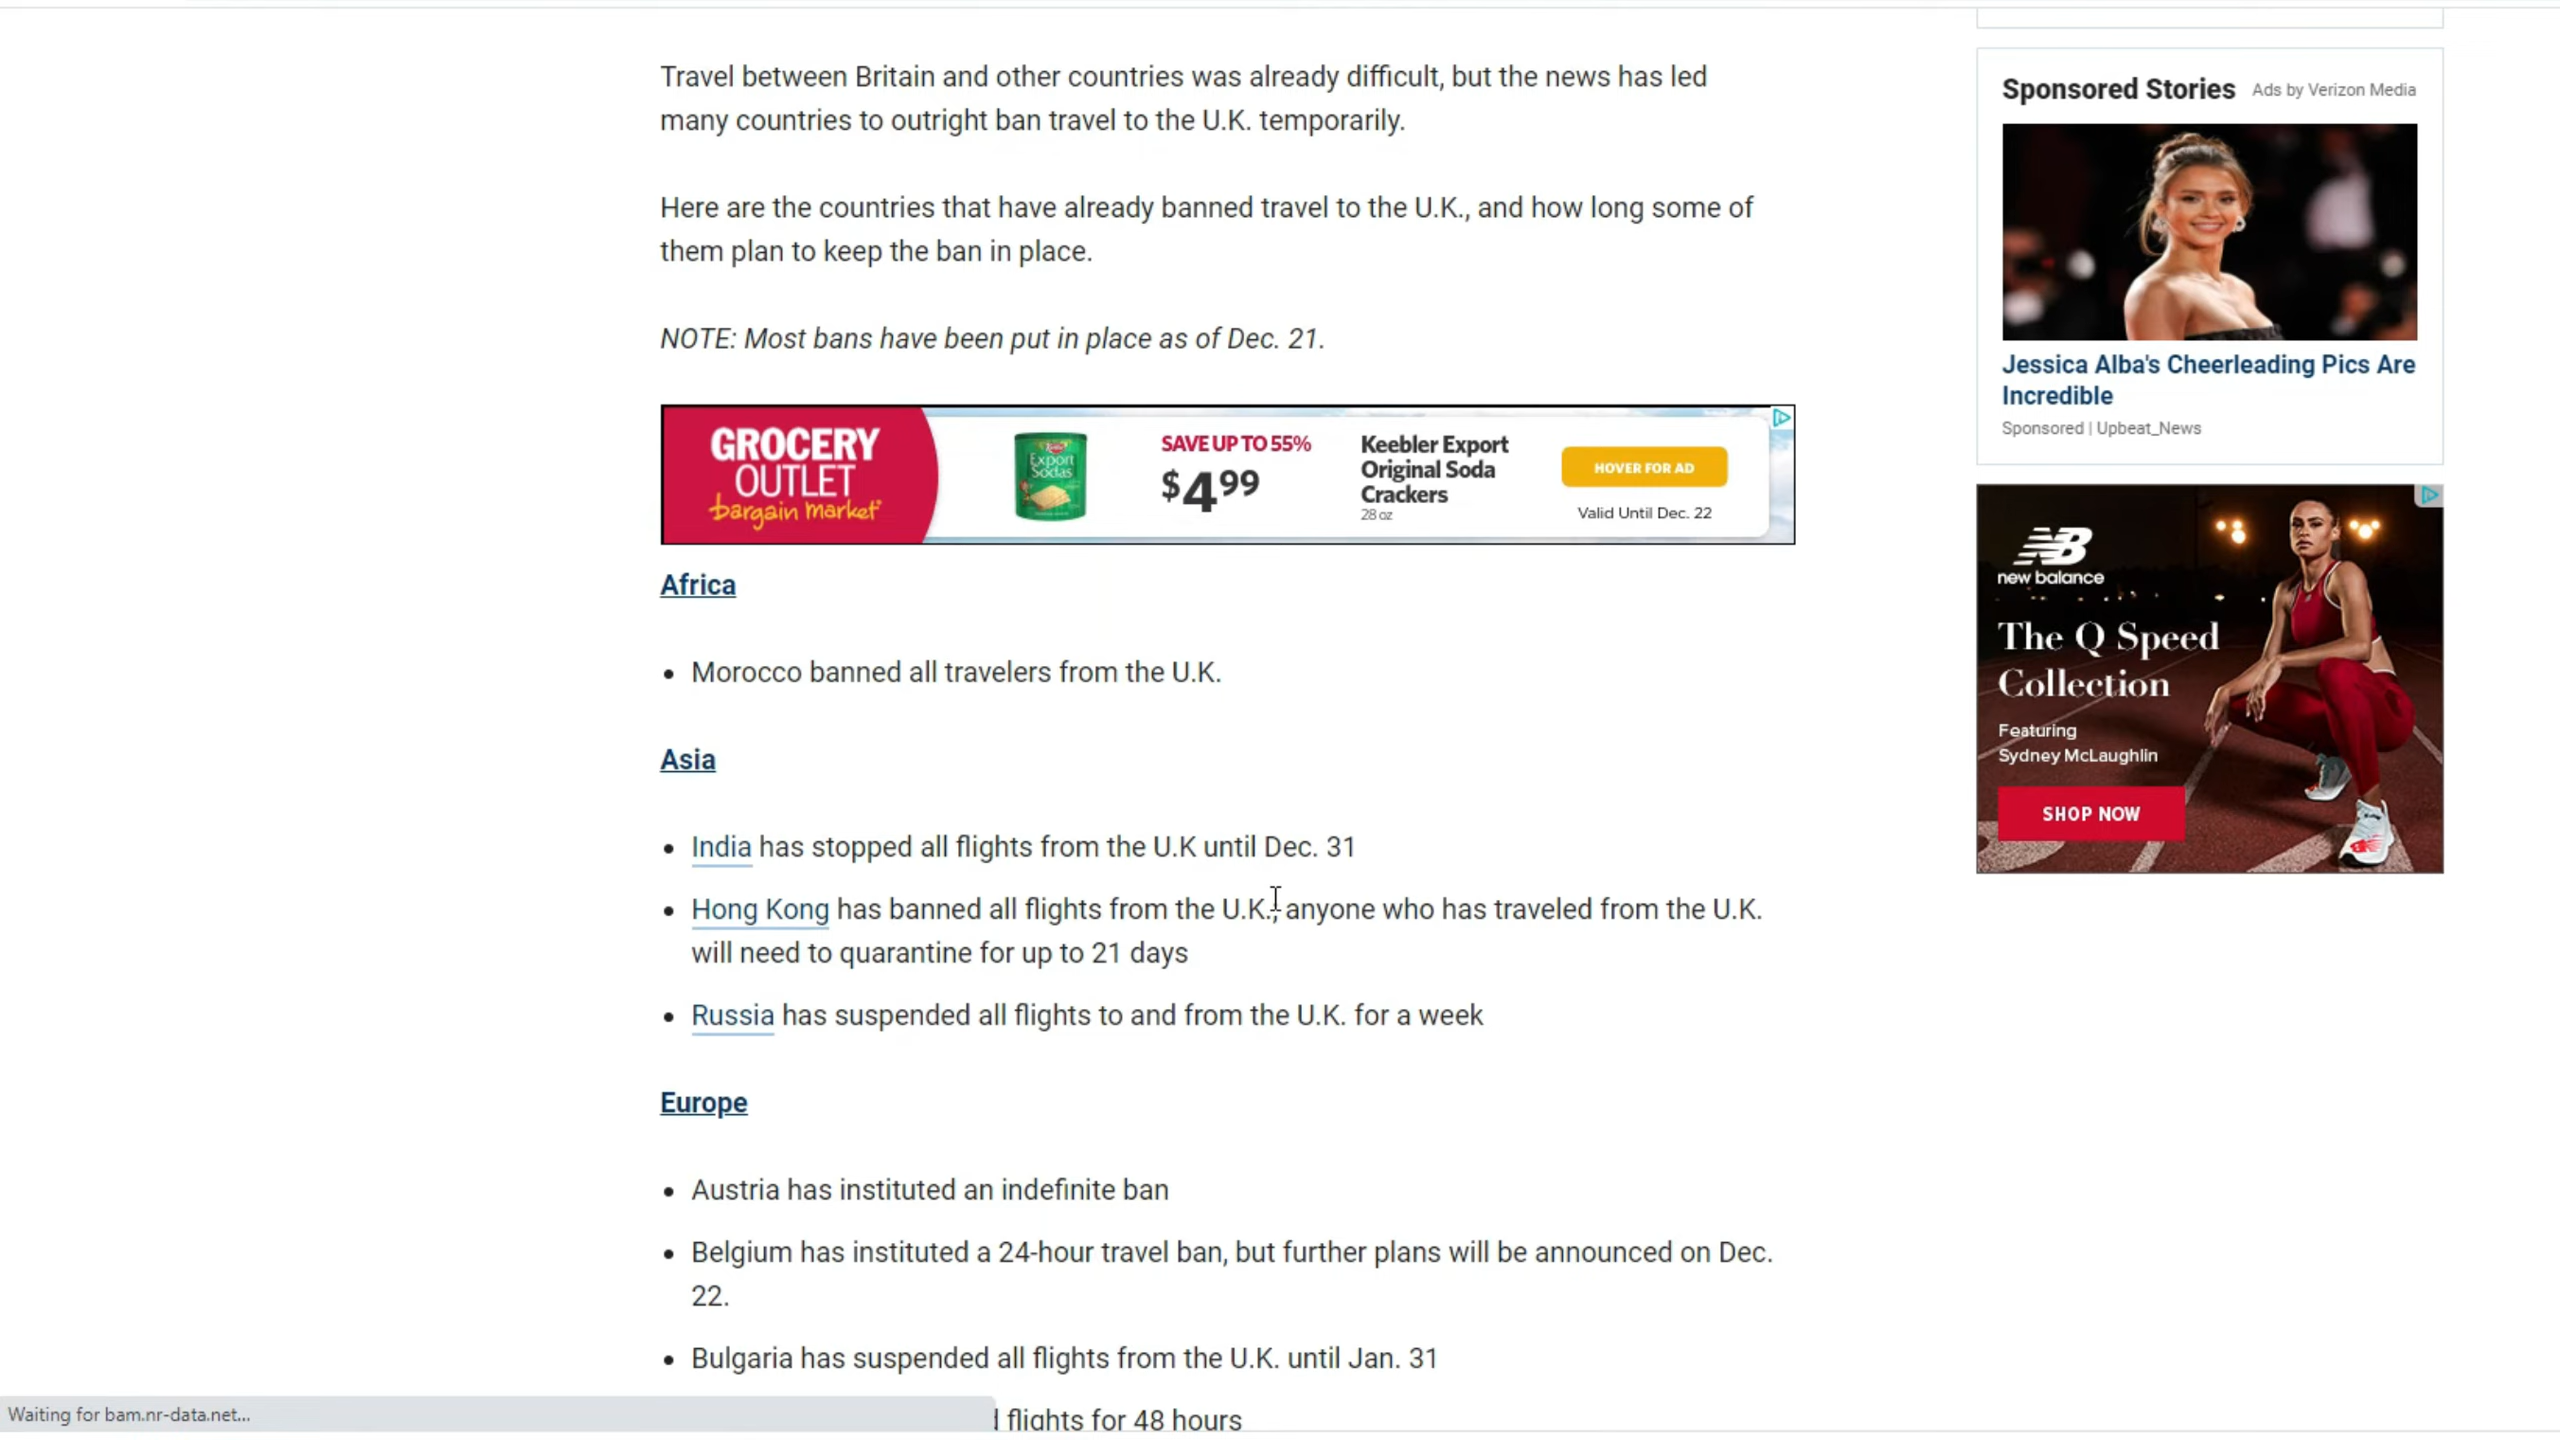 Travel between Britain and other countries was already difficult, but the news has led
many countries to outright ban travel to the U.K. temporarily.
Here are the countries that have already banned travel to the U.K., and how long some of
them plan to keep the ban in place.
NOTE: Most bans have been put in place as of Dec. 21.
GROCERY
OUTLET
bargain market
Keebler
Export
Sodas
SAVE UP TO 55%
$4.99
Keebler Export
Original Soda
Crackers
28 oz
HOVER FOR AD
Valid Until Dec. 22
Africa
• Morocco banned all travelers from the U.K.
Asia
• India has stopped all flights from the U.K until Dec. 31
• Hong Kong has banned all flights from the U.K., anyone who has traveled from the U.K.
will need to quarantine for up to 21 days
• Russia has suspended all flights to and from the U.K. for a week
Europe
• Austria has instituted an indefinite ban
• Belgium has instituted a 24-hour travel ban, but further plans will be announced on Dec.
22.
• Bulgaria has suspended all flights from the U.K. until Jan. 31
flights for 48 hours
Waiting for bam.nr-data.net...
Sponsored Stories
Ads by Verizon Media
Jessica Alba's Cheerleading Pics Are
Incredible
Sponsored | Upbeat_News
NB
new balance
The Q Speed
Collection
Featuring
Sydney McLaughlin
SHOP NOW